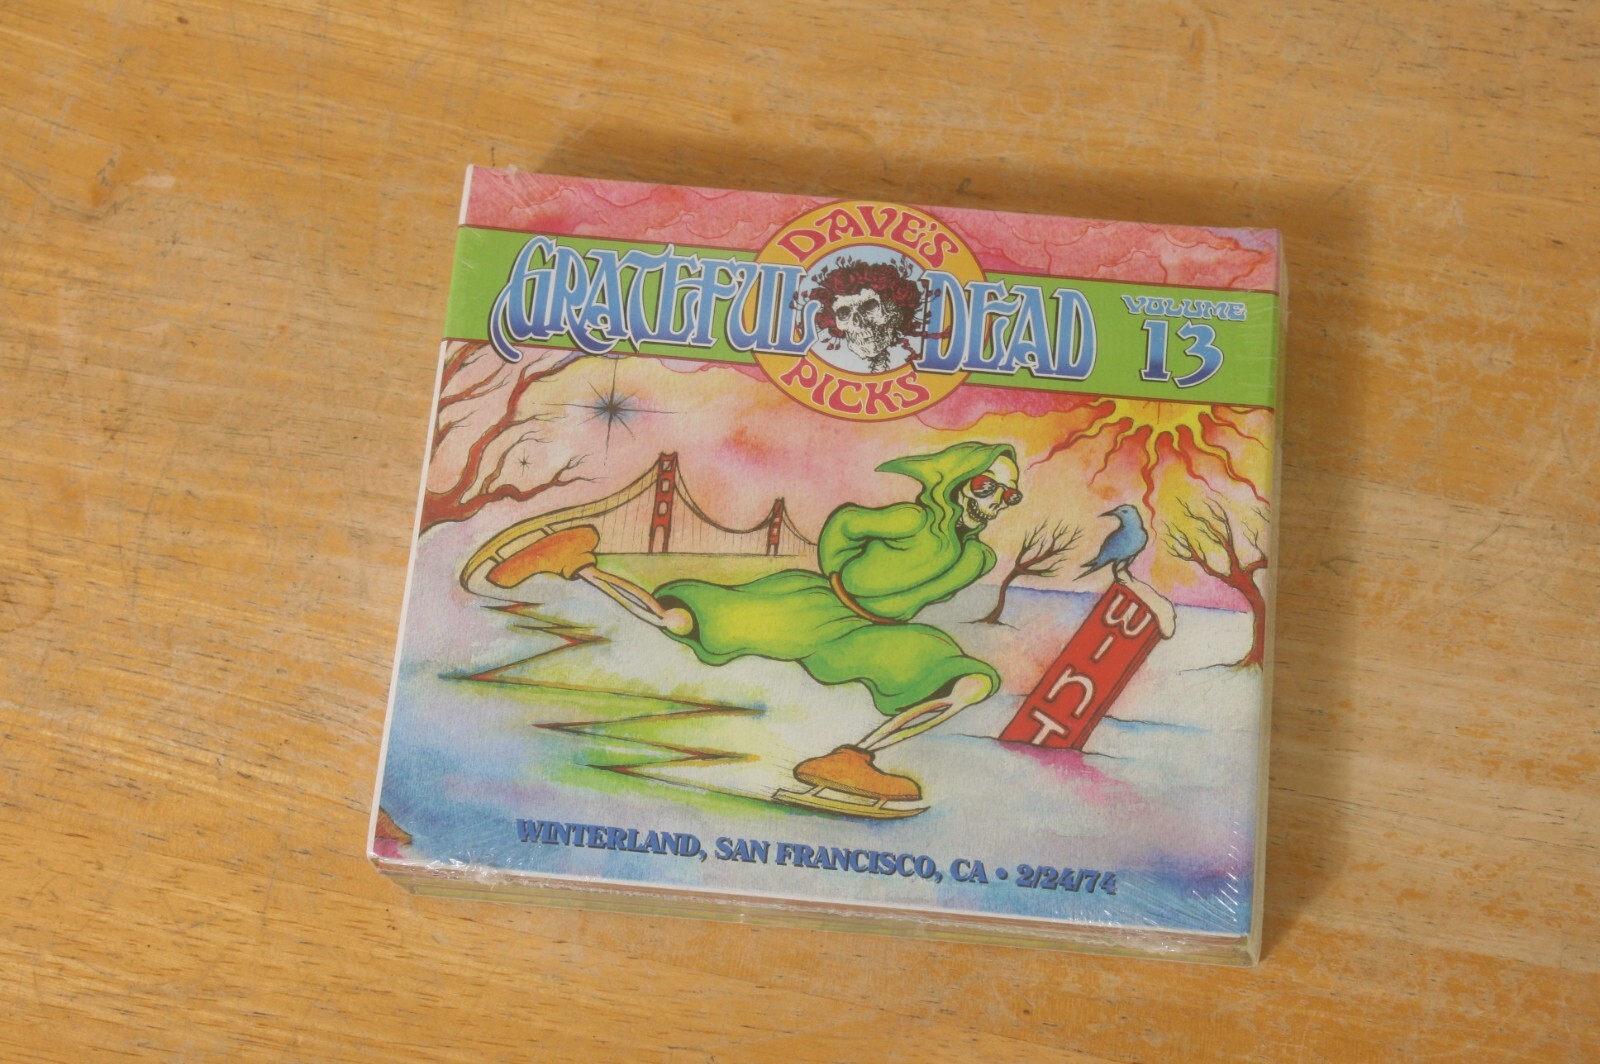 DAVE'S
GRATEFUL DEAD
VOLUME
13
PICKS
WINT
WINTERLAND, SAN FRANCISCO, CA • 2/24/74